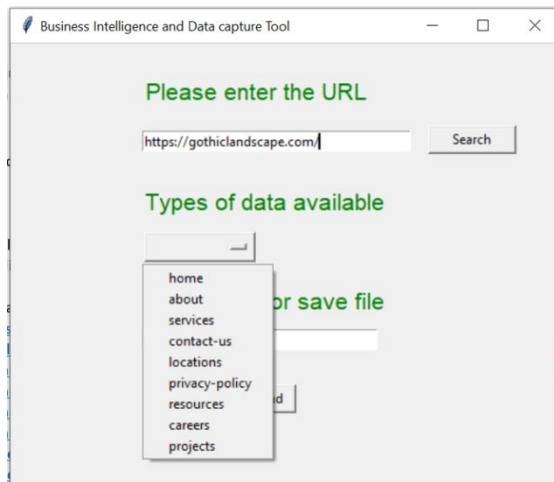 Business Intelligence and Data capture Tool
Please enter the URL
https://gothiclandscape.com/
Search
Types of data available
home
about
services
contact-us
locations
privacy-policy
resources
careers
projects
or save file